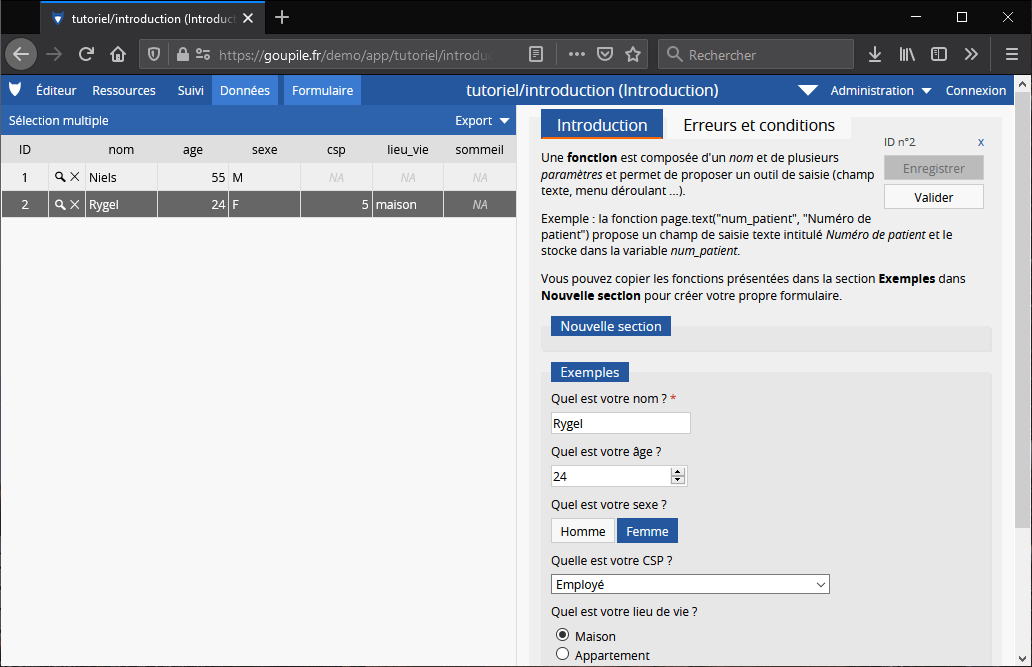 tutoriel/introduction (Introduct
https://goupile.fr/demo/app/tutoriel/introdu
Rechercher
Éditeur Ressources Suivi Données Formulaire tutoriel/introduction (Introduction) Administration Connexion
Sélection multiple Export
ID nom age sexe csp lieu_vie sommeil
1 Niels 55 M NA NA NA
2 Rygel 24 F 5 maison NA
Introduction Erreurs et conditions
ID n°2 x
Enregistrer
Valider
Une fonction est composée d'un nom et de plusieurs
paramètres et permet de proposer un outil de saisie (champ
texte, menu déroulant ...).
Exemple : la fonction page.text("num_patient", "Numéro de
patient") propose un champ de saisie texte intitulé Numéro de patient et le
stocke dans la variable num_patient.
Vous pouvez copier les fonctions présentées dans la section Exemples dans
Nouvelle section pour créer votre propre formulaire.
Nouvelle section
Exemples
Quel est votre nom ? *
Rygel
Quel est votre âge ?
24
Quel est votre sexe ?
Homme Femme
Quelle est votre CSP ?
Employé
Quel est votre lieu de vie ?
Maison
Appartement